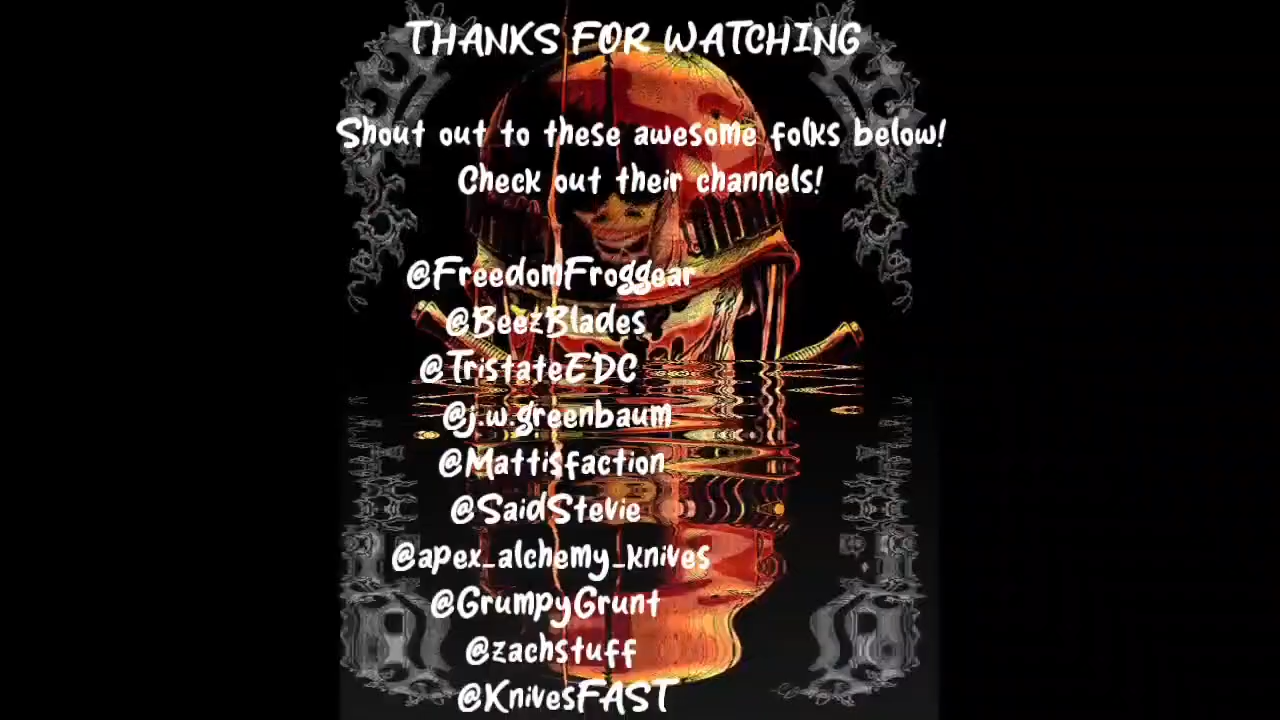 THANKS FOR WATCHING
Shout out to these awesome folks below!
Check out their channels!
@FreedomFroggear
@BeezBlades
@TristateEDC
@j.w.greenbaum
@Mattisfaction
@SaidStevie
@apex_alchemy_knives
@GrumpyGrunt
@zachstuff
@KnivesFAST